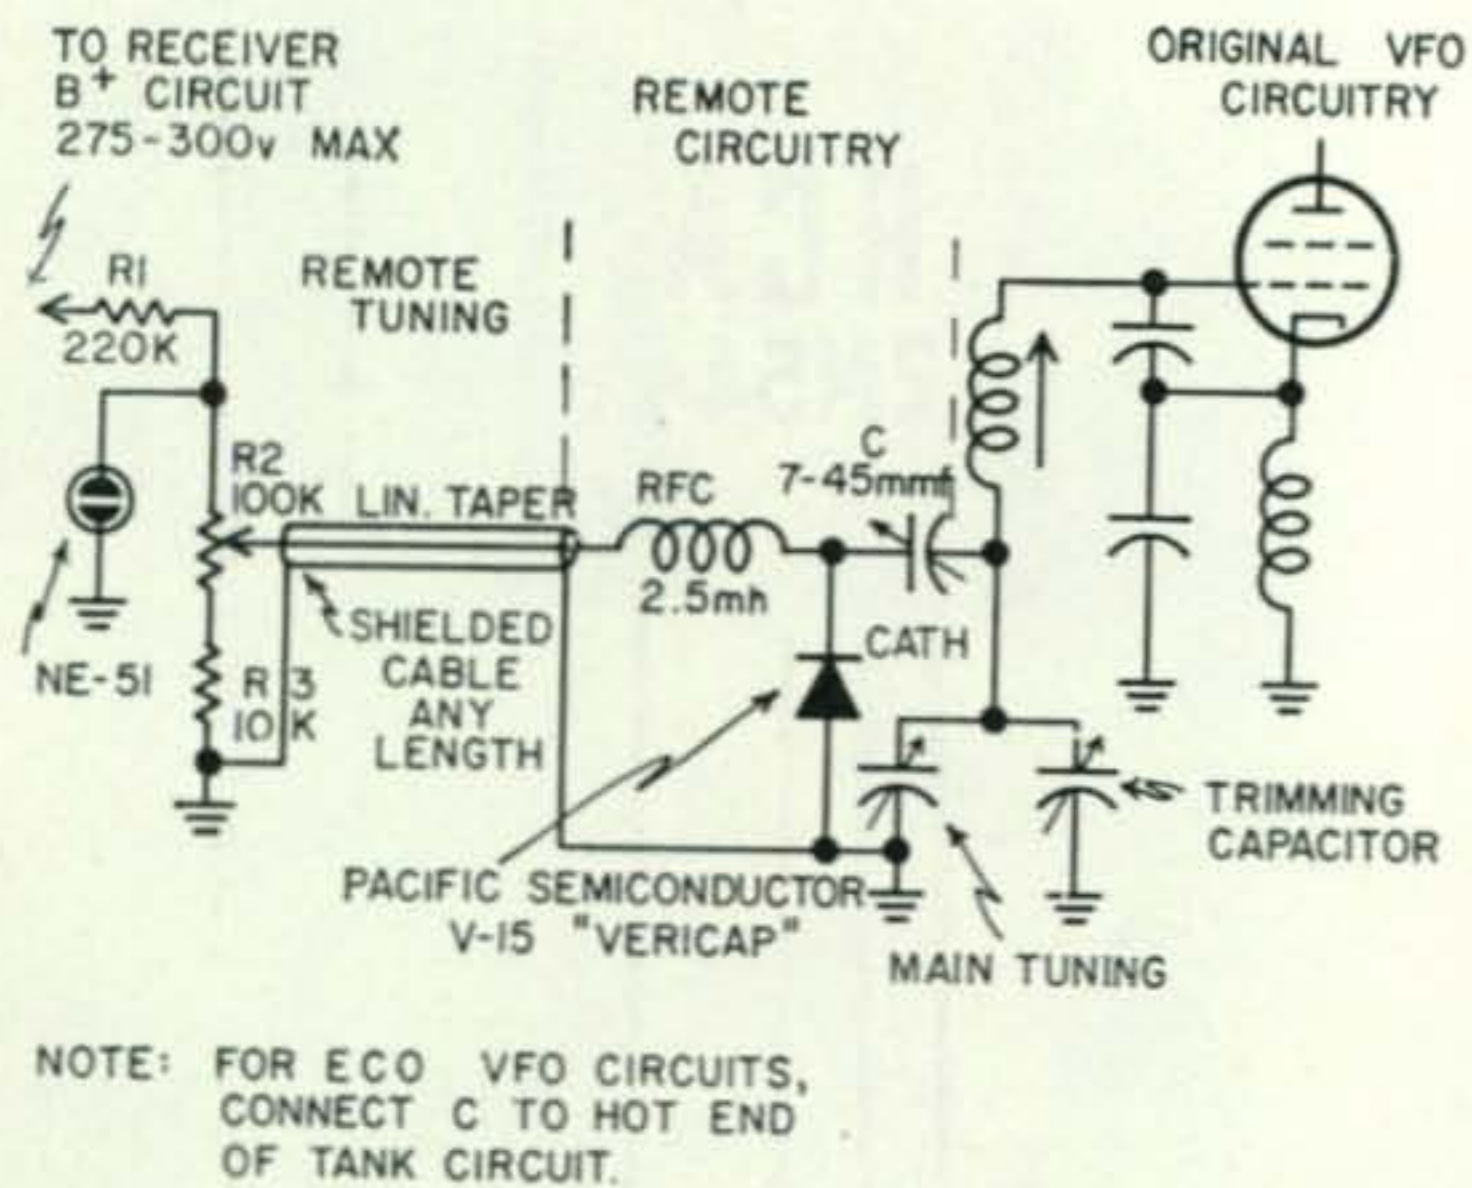 TO RECEIVER
B+ CIRCUIT
275-300v MAX
REMOTE
CIRCUITRY
ORIGINAL VFO
CIRCUITRY
R1
220K
REMOTE
TUNING
R2
100K LIN. TAPER
RFC
2.5mh
C
7-45mmf
NE-51
R3
10K
SHIELDED
CABLE
ANY
LENGTH
CATH
PACIFIC SEMICONDUCTOR
V-15 "VERICAP"
MAIN TUNING
TRIMMING
CAPACITOR
NOTE: FOR ECO VFO CIRCUITS,
CONNECT C TO HOT END
OF TANK CIRCUIT.